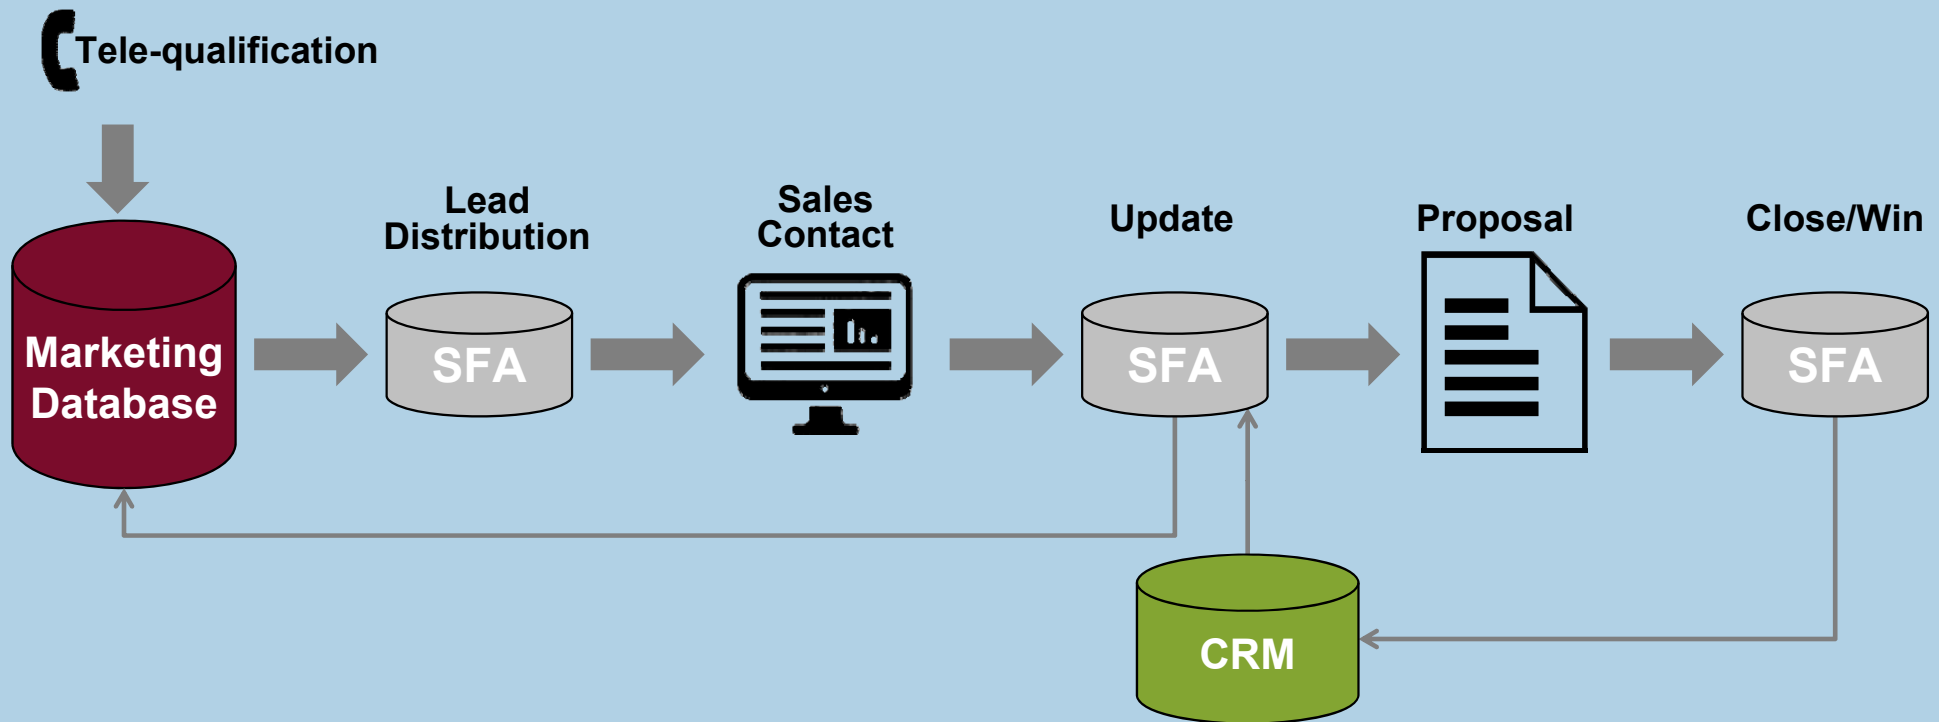 Tele-qualification
Lead
Distribution
Sales
Contact
Update
Proposal
Close/Win
Marketing
Database
SFA
SFA
SFA
CRM